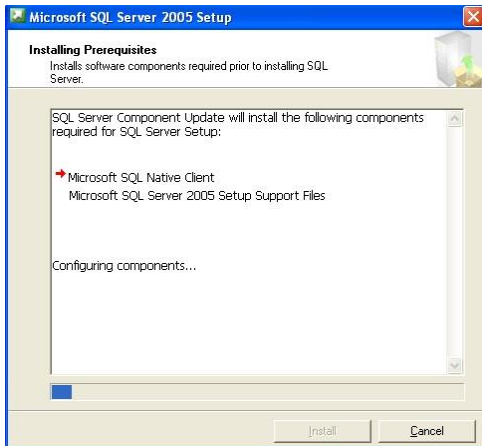 Microsoft SQL Server 2005 Setup
Installing Prerequisites
Installs software components required prior to installing SQL
Server.
SQL Server Component Update will install the following components
required for SQL Server Setup:
Microsoft SQL Native Client
Microsoft SQL Server 2005 Setup Support Files
Configuring components...
Install
Cancel